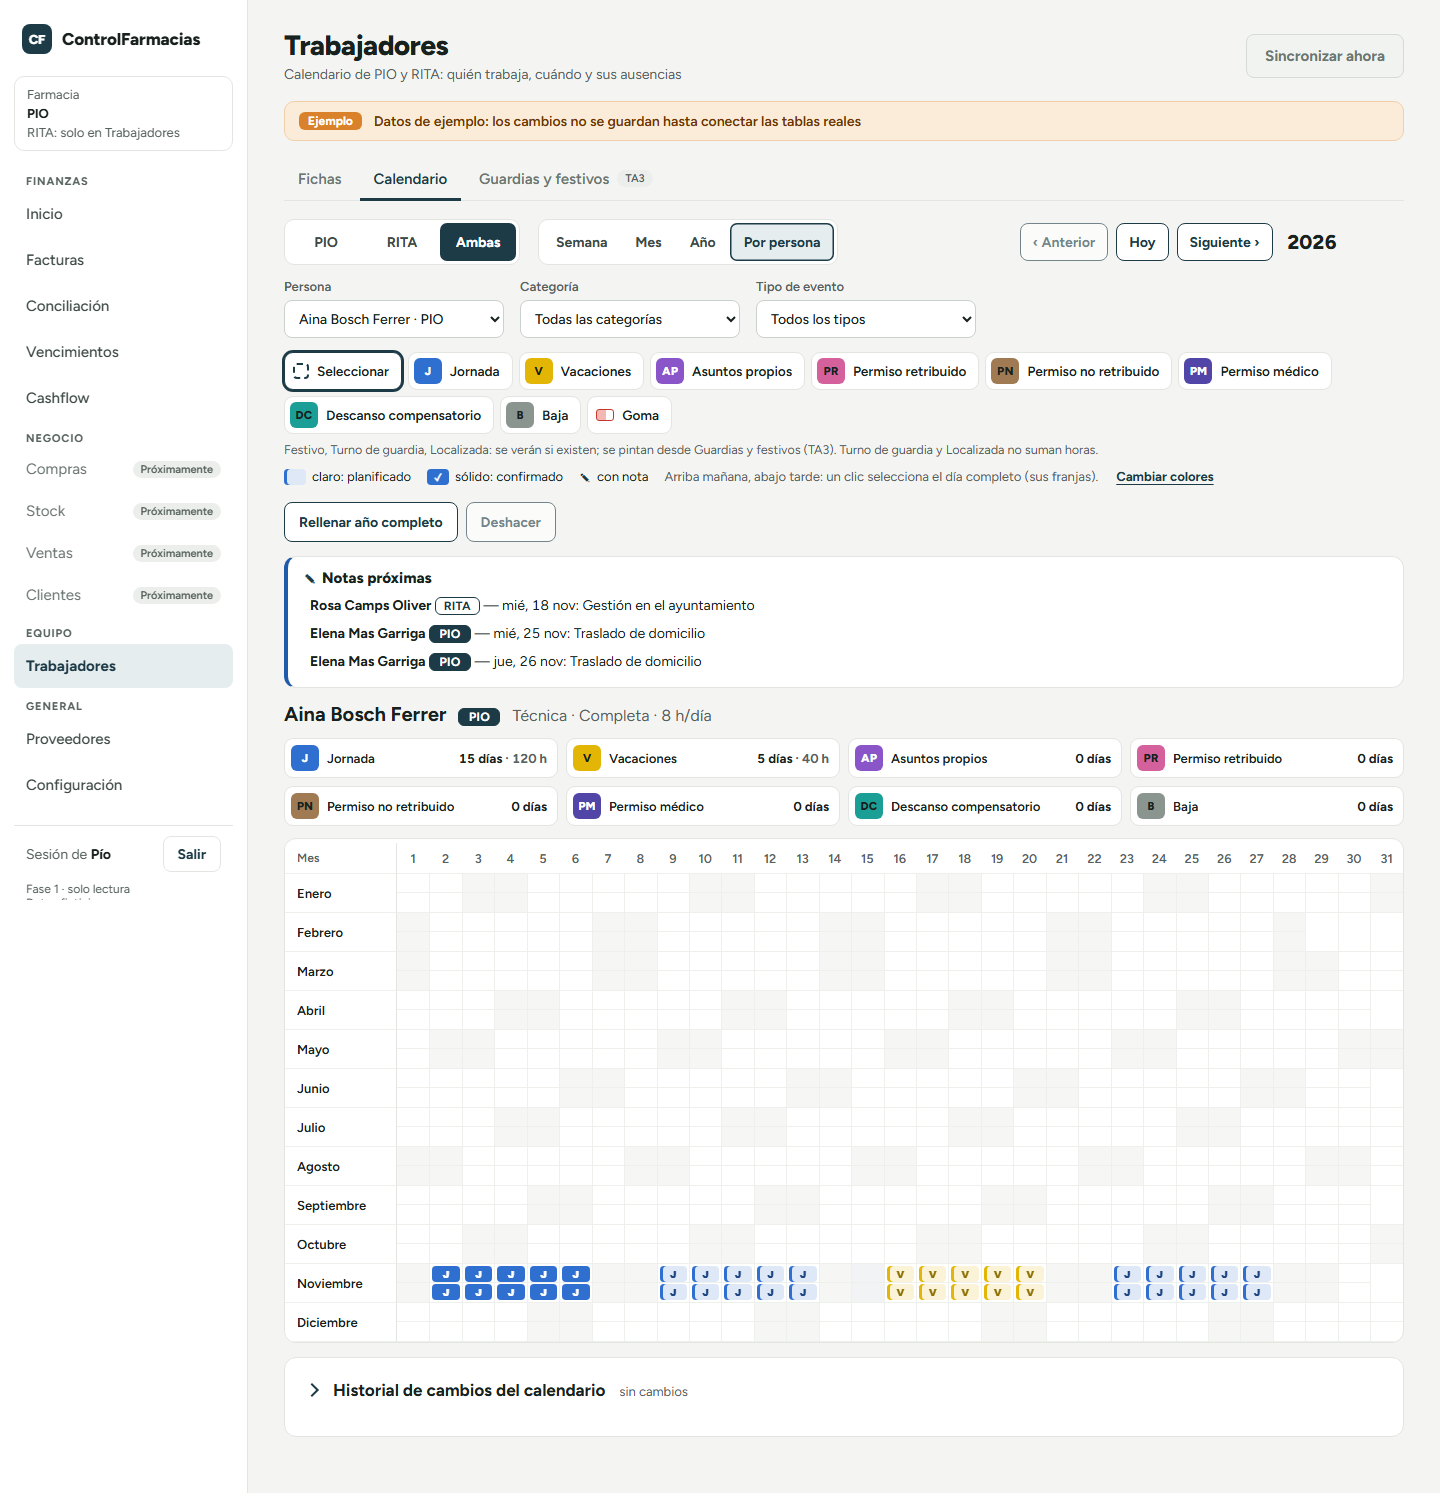 CF ControlFarmacias
Farmacia
PIO
RITA: solo en Trabajadores
FINANZAS
Inicio
Facturas
Conciliación
Vencimientos
Cashflow
NEGOCIO
Compras Próximamente
Stock Próximamente
Ventas Próximamente
Clientes Próximamente
EQUIPO
Trabajadores
GENERAL
Proveedores
Configuración
Sesión de Pío Salir
Fase 1 · solo lectura
Trabajadores
Calendario de PIO y RITA: quién trabaja, cuándo y sus ausencias
Sincronizar ahora
Ejemplo Datos de ejemplo: los cambios no se guardan hasta conectar las tablas reales
Fichas Calendario Guardias y festivos TA3
PIO RITA Ambas Semana Mes Año Por persona ‹ Anterior Hoy Siguiente › 2026
Persona Categoría Tipo de evento
Aina Bosch Ferrer · PIO Todas las categorías Todos los tipos
Seleccionar J Jornada V Vacaciones AP Asuntos propios PR Permiso retribuido PN Permiso no retribuido PM Permiso médico
DC Descanso compensatorio B Baja Goma
Festivo, Turno de guardia, Localizada: se verán si existen; se pintan desde Guardias y festivos (TA3). Turno de guardia y Localizada no suman horas.
claro: planificado ✓ sólido: confirmado con nota Arriba mañana, abajo tarde: un clic selecciona el día completo (sus franjas). Cambiar colores
Rellenar año completo Deshacer
Notas próximas
Rosa Camps Oliver RITA — mié, 18 nov: Gestión en el ayuntamiento
Elena Mas Garriga PIO — mié, 25 nov: Traslado de domicilio
Elena Mas Garriga PIO — jue, 26 nov: Traslado de domicilio
Aina Bosch Ferrer PIO Técnica · Completa · 8 h/día
J Jornada 15 días · 120 h V Vacaciones 5 días · 40 h AP Asuntos propios 0 días PR Permiso retribuido 0 días
PN Permiso no retribuido 0 días PM Permiso médico 0 días DC Descanso compensatorio 0 días B Baja 0 días
Mes 1 2 3 4 5 6 7 8 9 10 11 12 13 14 15 16 17 18 19 20 21 22 23 24 25 26 27 28 29 30 31
Enero
Febrero
Marzo
Abril
Mayo
Junio
Julio
Agosto
Septiembre
Octubre
J J J J J J J J J J V V V V V J J J J J
Noviembre
J J J J J J J J J J V V V V V J J J J J
Diciembre
Historial de cambios del calendario sin cambios